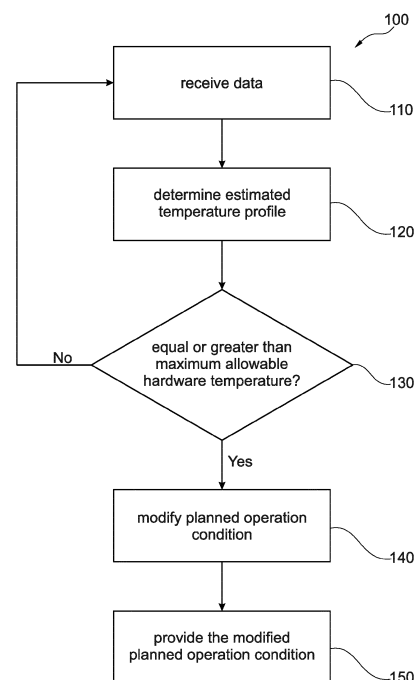 100
receive data
110
determine estimated
temperature profile
120
equal or greater than
maximum allowable
hardware temperature?
130
No
Yes
modify planned operation
condition
140
provide the modified
planned operation condition
150